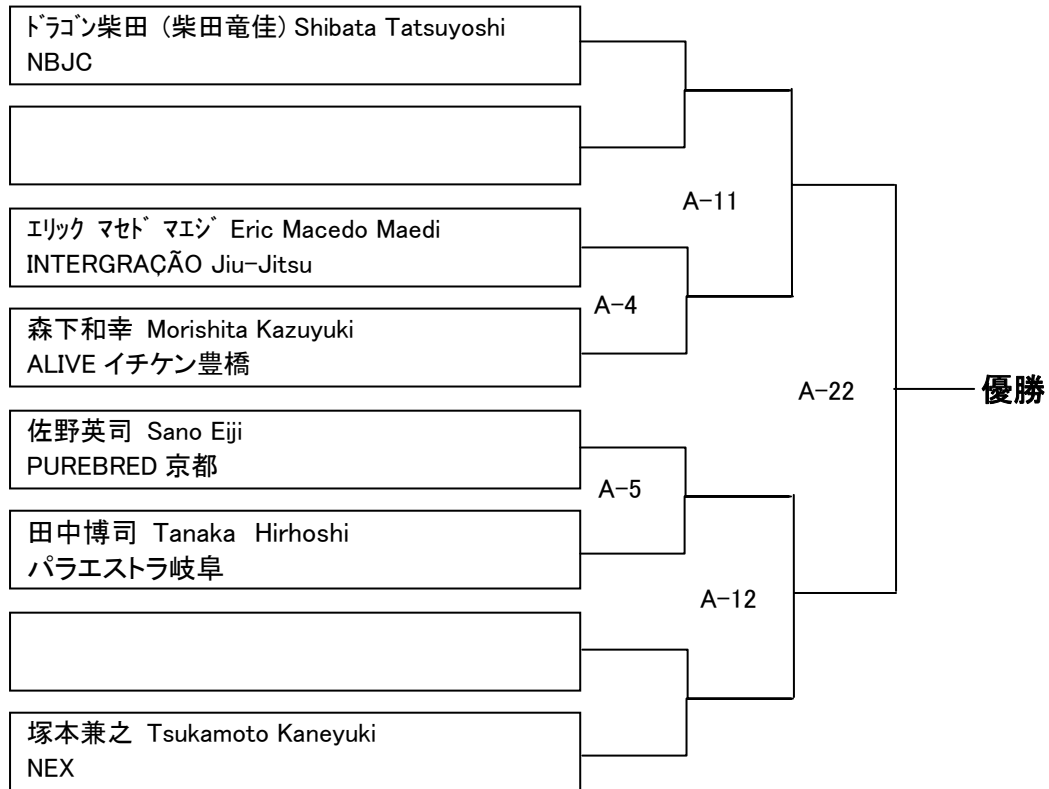 ﾄﾞﾗｺﾞﾝ柴田 (柴田竜佳) Shibata Tatsuyoshi
NBJC
A-11
ｴﾘｯｸ ﾏｾﾄﾞ ﾏｴｼﾞ Eric Macedo Maedi
INTERGRAÇÃO Jiu-Jitsu
A-4
森下和幸 Morishita Kazuyuki
ALIVE イチケン豊橋
A-22
優勝
佐野英司 Sano Eiji
PUREBRED 京都
A-5
田中博司 Tanaka Hirhoshi
パラエストラ岐阜
A-12
塚本兼之 Tsukamoto Kaneyuki
NEX